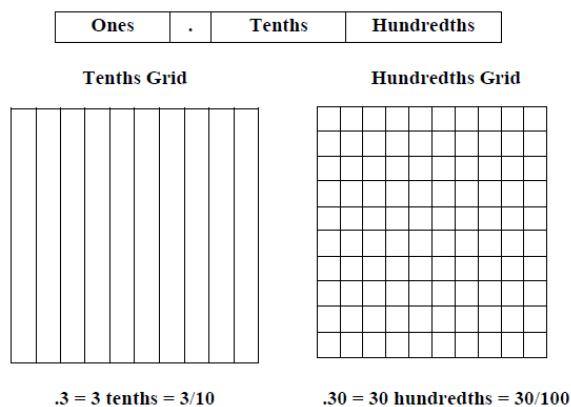 Ones . Tenths Hundredths
Tenths Grid Hundredths Grid
.3 = 3 tenths = 3/10 .30 = 30 hundredths = 30/100